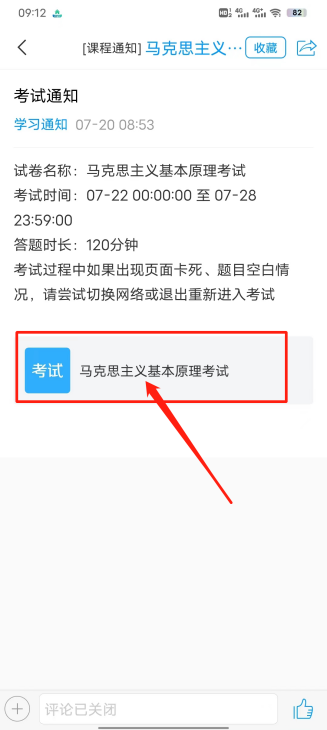 09:12 82
[课程通知] 马克思主义… 收藏
考试通知
学习通知 07-20 08:53
试卷名称：马克思主义基本原理考试
考试时间：07-22 00:00:00 至 07-28
23:59:00
答题时长：120分钟
考试过程中如果出现页面卡死、题目空白情
况，请尝试切换网络或退出重新进入考试
考试 马克思主义基本原理考试
评论已关闭